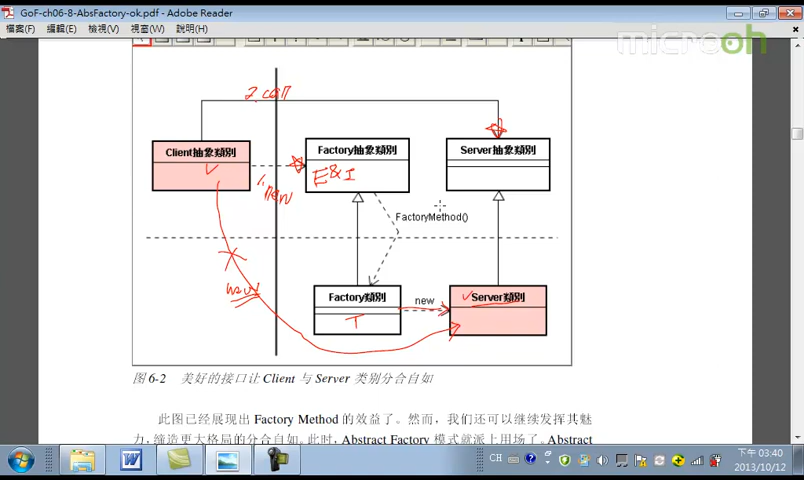 GoF-ch06-8-AbsFactory-ok.pdf - Adobe Reader
檔案(F) 編輯(E) 檢視(V) 視窗(W) 說明(H)
microoh
2. call
Client抽象類別
Factory抽象類別
Server抽象類別
E&I
1. new
FactoryMethod()
new
Factory類別
new
Server類別
T
图 6-2 美好的接口让 Client 与 Server 类别分合自如
此图已经展现出 Factory Method 的效益了。然而，我们还可以继续发挥其魅
力，缔造更大格局的分合自如。此时，Abstract Factory 模式就派上用场了。Abstract
CH
下午 03:40
2013/10/12